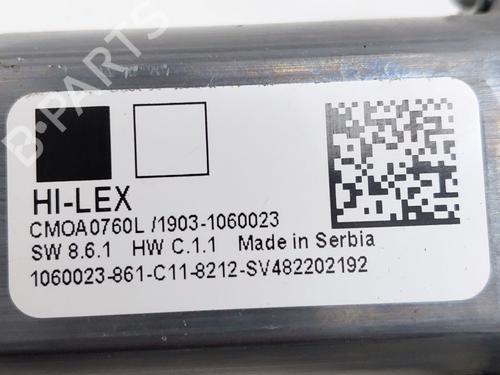 B-PARTS
HI-LEX
CMOA0760L /1903-1060023
SW 8.6.1 HW C.1.1 Made in Serbia
1060023-861-C11-8212-SV482202192